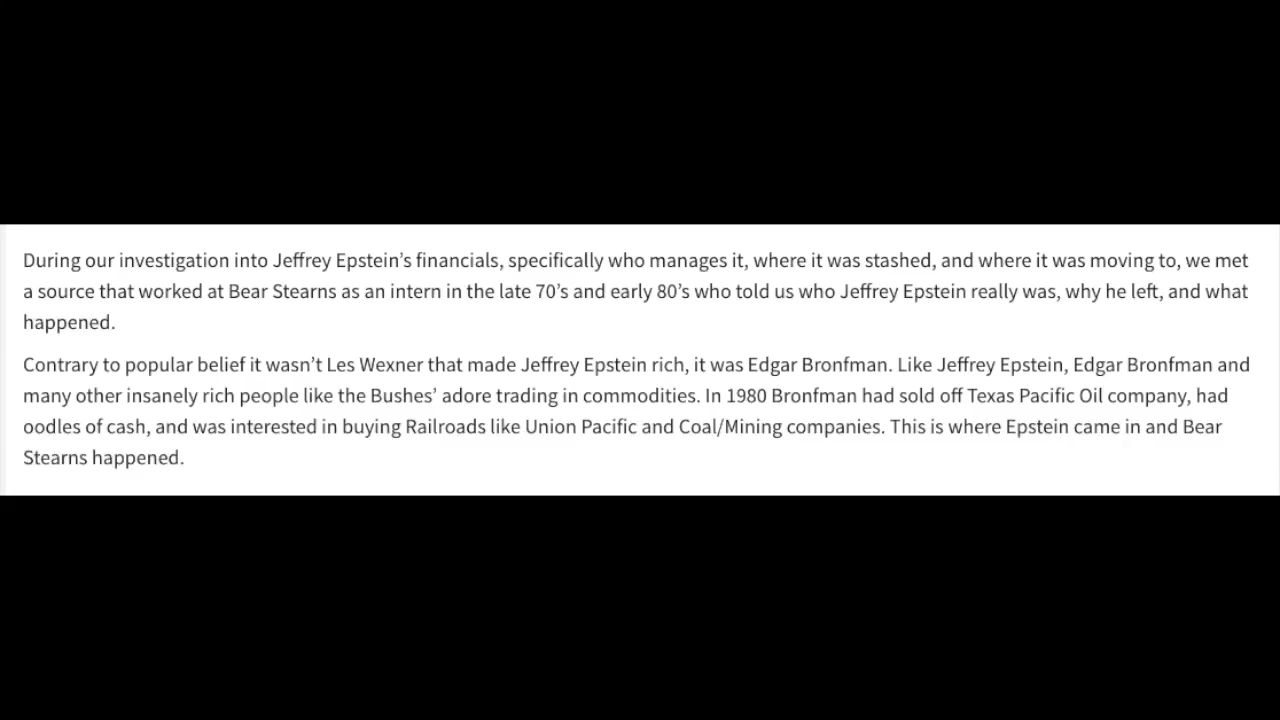 During our investigation into Jeffrey Epstein’s financials, specifically who manages it, where it was stashed, and where it was moving to, we met
a source that worked at Bear Stearns as an intern in the late 70’s and early 80’s who told us who Jeffrey Epstein really was, why he left, and what
happened.
Contrary to popular belief it wasn’t Les Wexner that made Jeffrey Epstein rich, it was Edgar Bronfman. Like Jeffrey Epstein, Edgar Bronfman and
many other insanely rich people like the Bushes’ adore trading in commodities. In 1980 Bronfman had sold off Texas Pacific Oil company, had
oodles of cash, and was interested in buying Railroads like Union Pacific and Coal/Mining companies. This is where Epstein came in and Bear
Stearns happened.